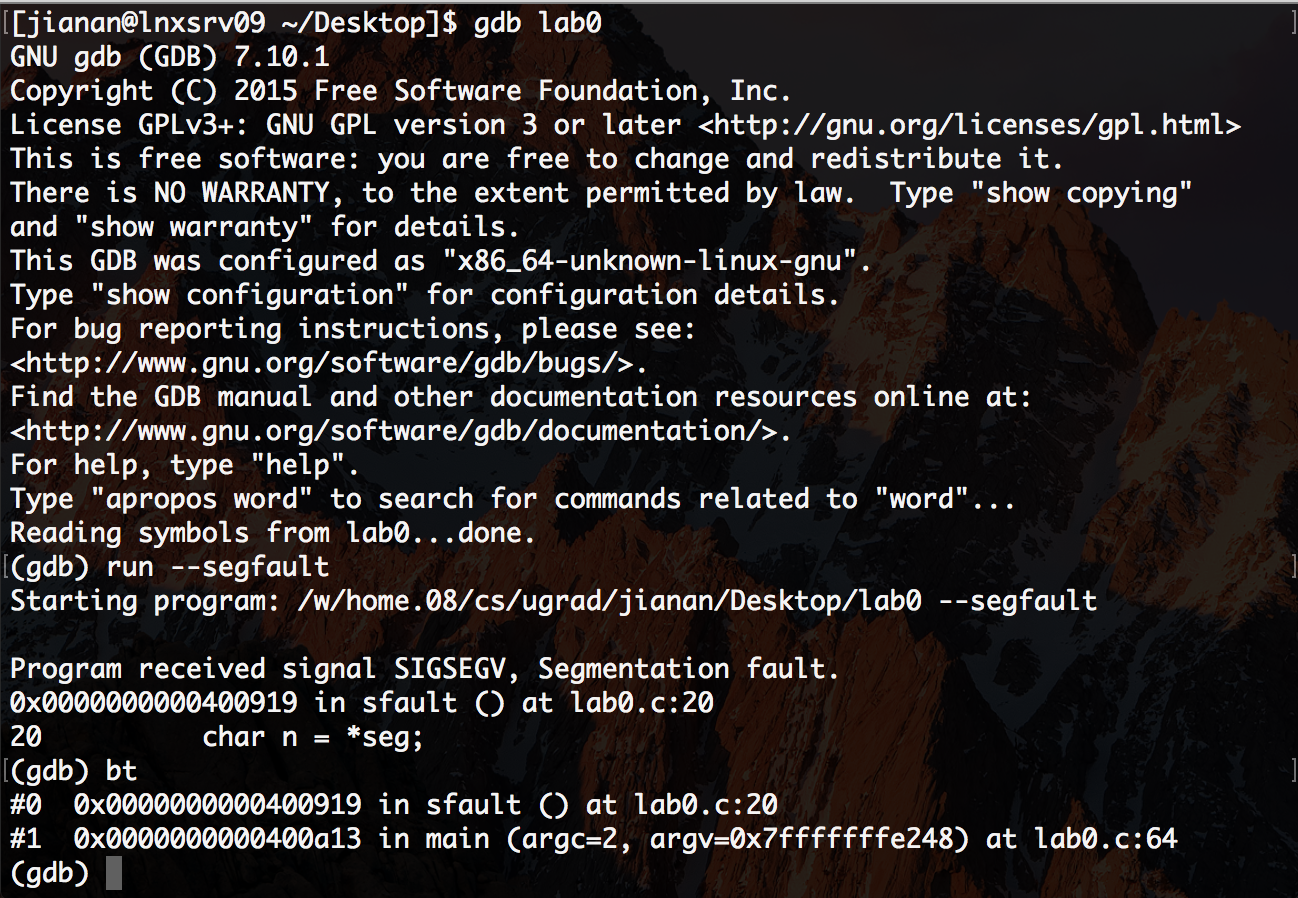 [[jianan@lnxsrv09 ~/Desktop]$ gdb lab0 ]
GNU gdb (GDB) 7.10.1
Copyright (C) 2015 Free Software Foundation, Inc.
License GPLv3+: GNU GPL version 3 or later <http://gnu.org/licenses/gpl.html>
This is free software: you are free to change and redistribute it.
There is NO WARRANTY, to the extent permitted by law.  Type "show copying"
and "show warranty" for details.
This GDB was configured as "x86_64-unknown-linux-gnu".
Type "show configuration" for configuration details.
For bug reporting instructions, please see:
<http://www.gnu.org/software/gdb/bugs/>.
Find the GDB manual and other documentation resources online at:
<http://www.gnu.org/software/gdb/documentation/>.
For help, type "help".
Type "apropos word" to search for commands related to "word"...
Reading symbols from lab0...done.
[(gdb) run --segfault ]
Starting program: /w/home.08/cs/ugrad/jianan/Desktop/lab0 --segfault

Program received signal SIGSEGV, Segmentation fault.
0x0000000000400919 in sfault () at lab0.c:20
20          char n = *seg;
[(gdb) bt ]
#0  0x0000000000400919 in sfault () at lab0.c:20
#1  0x0000000000400a13 in main (argc=2, argv=0x7fffffffe248) at lab0.c:64
(gdb)